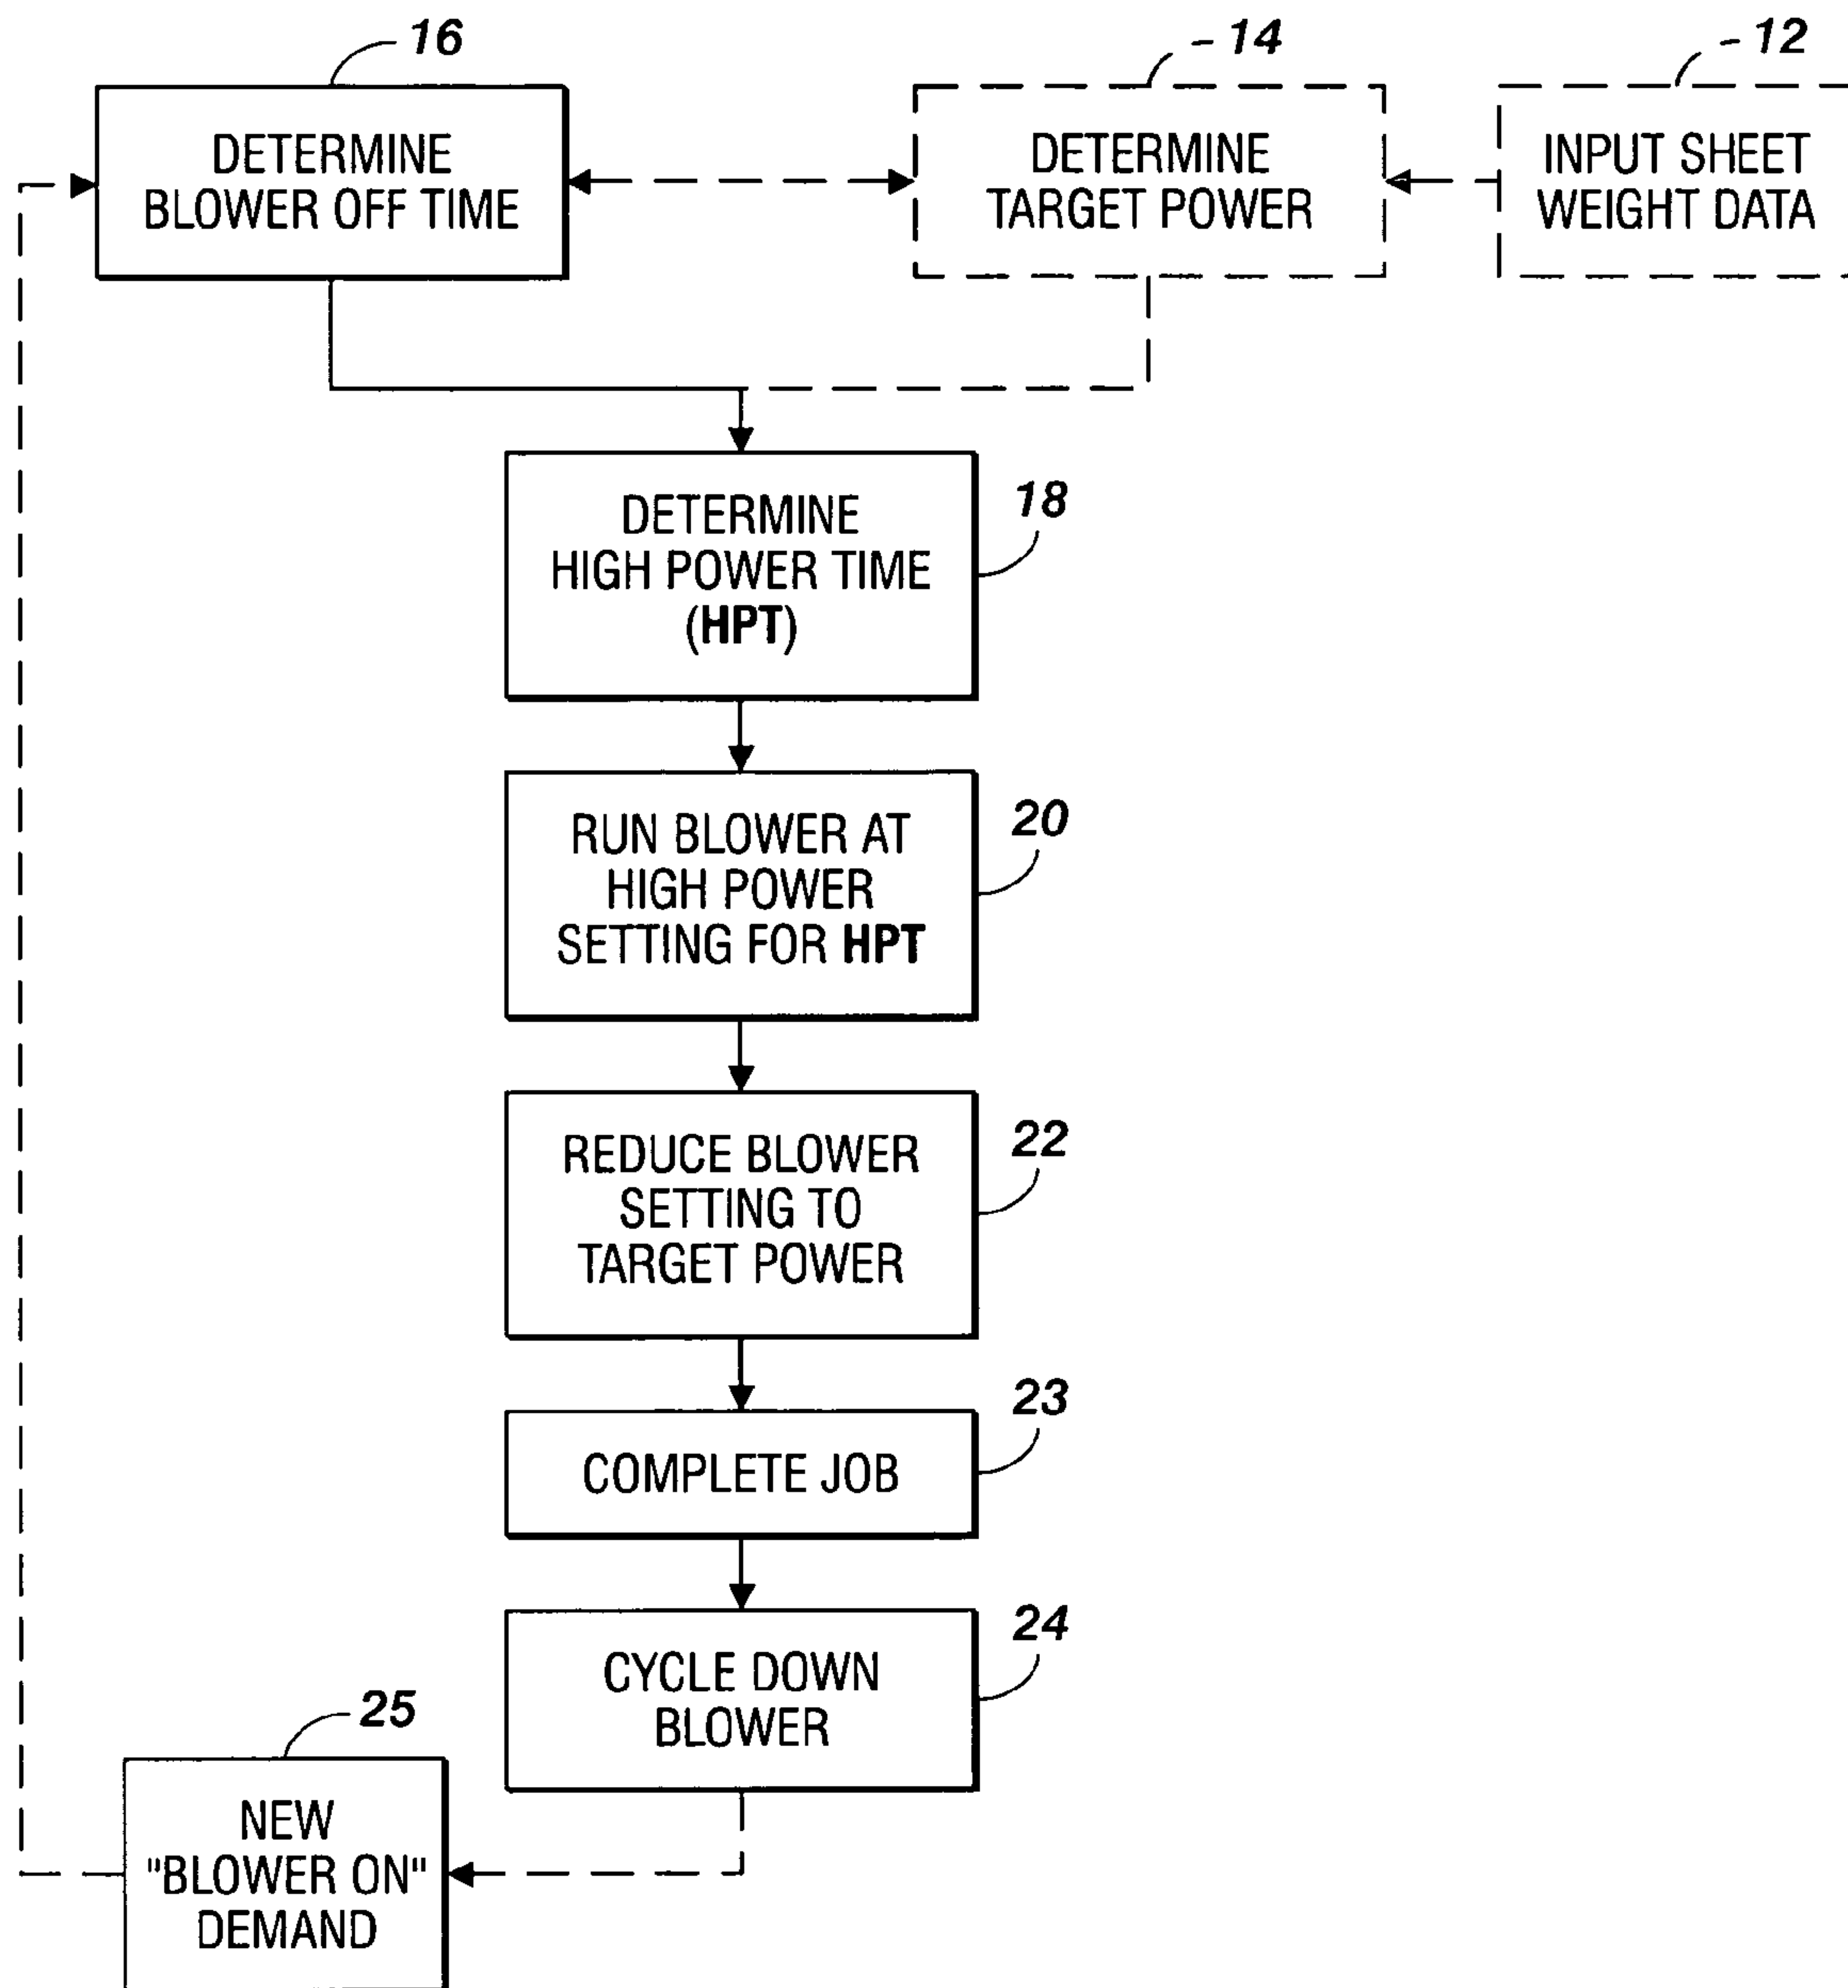 16
DETERMINE
BLOWER OFF TIME
14
DETERMINE
TARGET POWER
12
INPUT SHEET
WEIGHT DATA
18
DETERMINE
HIGH POWER TIME
(HPT)
20
RUN BLOWER AT
HIGH POWER
SETTING FOR HPT
22
REDUCE BLOWER
SETTING TO
TARGET POWER
23
COMPLETE JOB
24
CYCLE DOWN
BLOWER
25
NEW
"BLOWER ON"
DEMAND